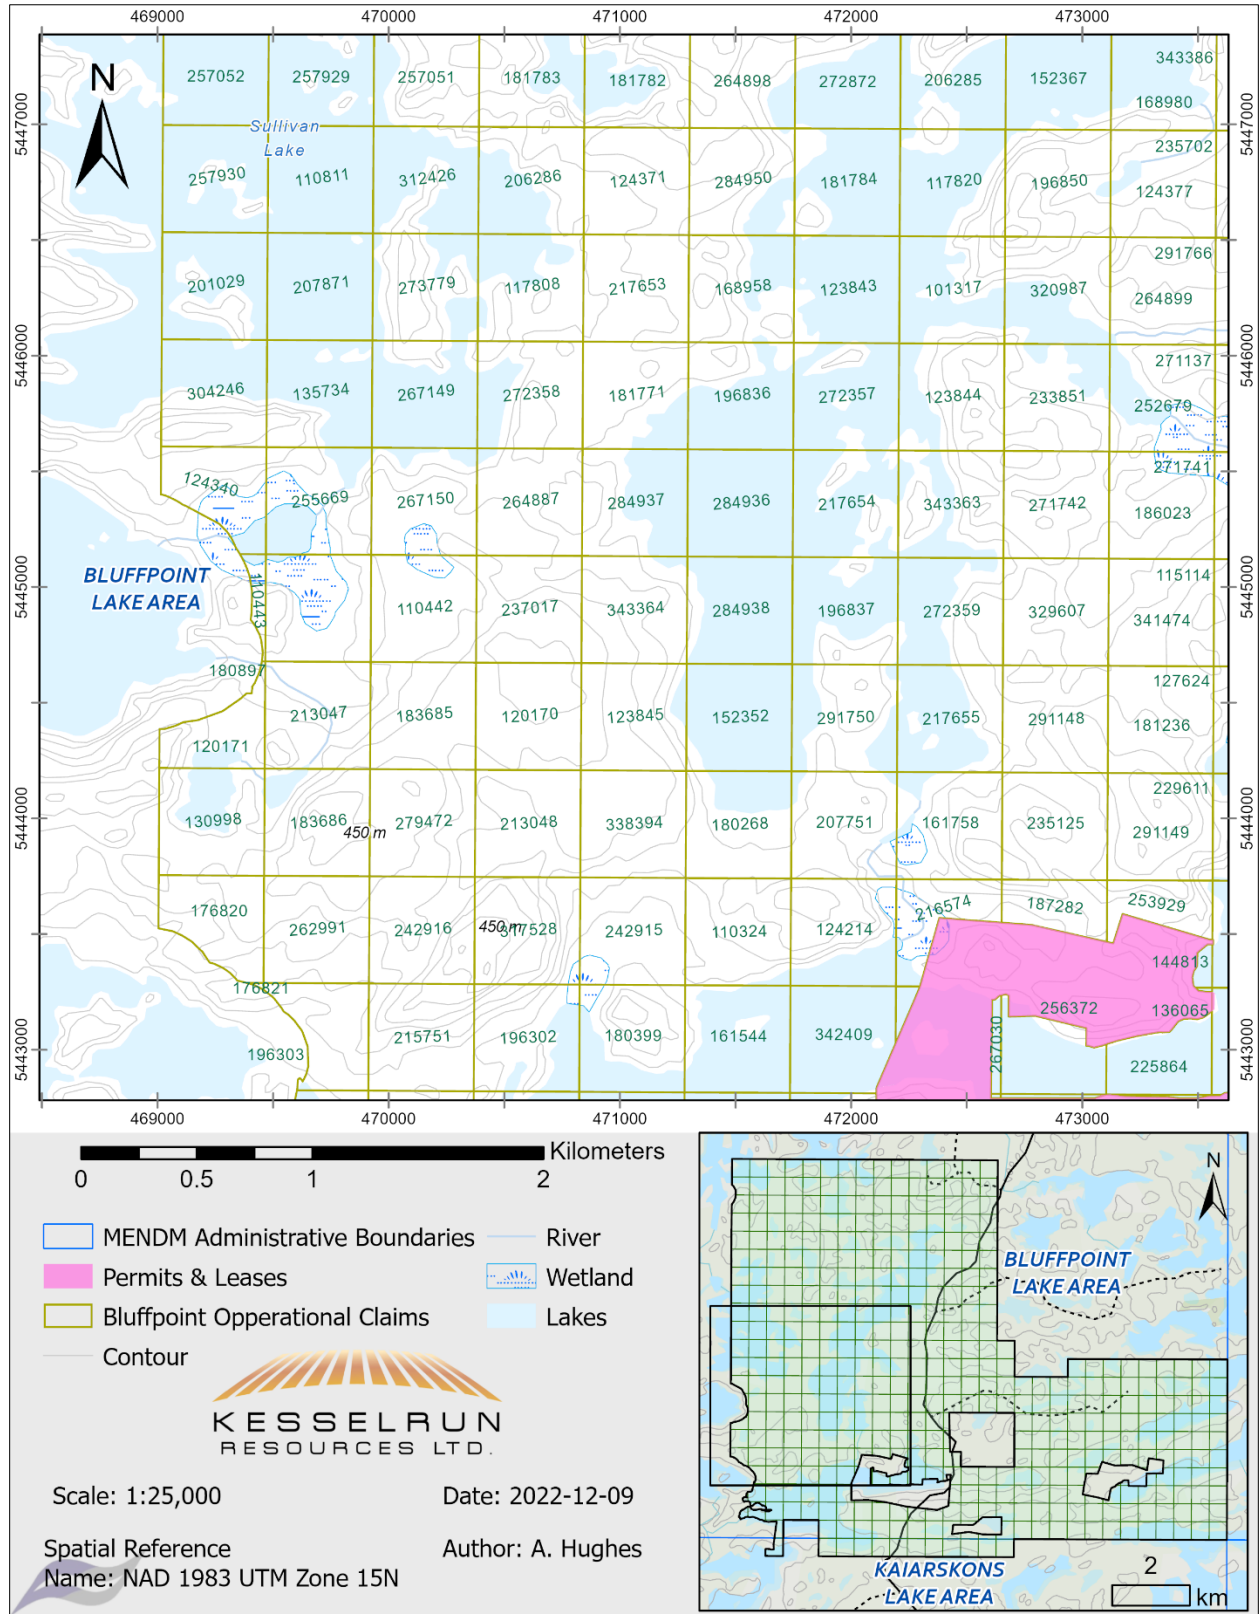 469000 470000 471000 472000 473000
N
5447000
5446000
5445000
5444000
5443000
257052 257929 257051 181783 181782 264898 272872 206285 152367 343386
168980
Sullivan
Lake
235702
257930 110811 312426 206286 124371 284950 181784 117820 196850 124377
291766
201029 207871 273779 117808 217653 168958 123843 101317 320987 264899
271137
304246 135734 267149 272358 181771 196836 272357 123844 233851 252679
271741
124340 255669 267150 264887 284937 284936 217654 343363 271742 186023
BLUFFPOINT
LAKE AREA
115114
110443 110442 237017 343364 284938 196837 272359 329607 341474
180897 127624
213047 183685 120170 123845 152352 291750 217655 291148 181236
120171
229611
130998 183686 450 m 279472 213048 338394 180268 207751 161758 235125 291149
176820 216574 187282 253929
262991 242916 450 m 317528 242915 110324 124214
144813
176821 256372 136065
215751 196302 180399 161544 342409 267030
196303 225864
5447000
5446000
5445000
5444000
5443000
469000 470000 471000 472000 473000
Kilometers
0 0.5 1 2
MENDM Administrative Boundaries
Permits & Leases
Bluffpoint Opperational Claims
Contour
River
Wetland
Lakes
KESSELRUN
RESOURCES LTD.
Scale: 1:25,000
Date: 2022-12-09
Spatial Reference
Name: NAD 1983 UTM Zone 15N
Author: A. Hughes
N
BLUFFPOINT
LAKE AREA
KAIARSKONS
LAKE AREA
2
km